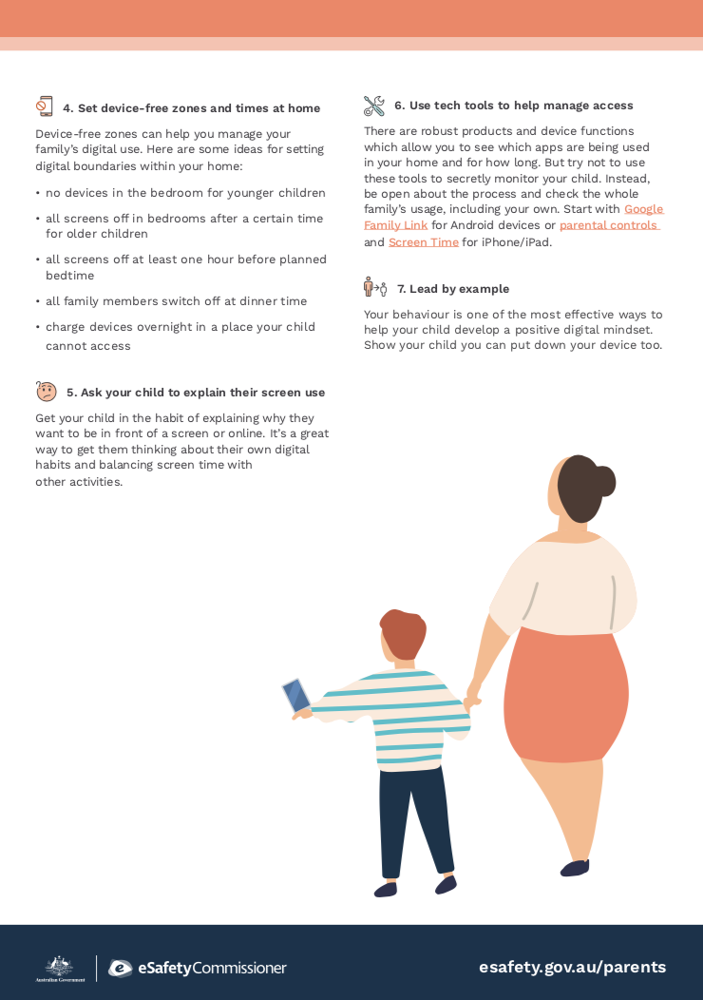 4. Set device-free zones and times at home
Device-free zones can help you manage your
family’s digital use. Here are some ideas for setting
digital boundaries within your home:
• no devices in the bedroom for younger children
• all screens off in bedrooms after a certain time
for older children
• all screens off at least one hour before planned
bedtime
• all family members switch off at dinner time
• charge devices overnight in a place your child
cannot access
5. Ask your child to explain their screen use
Get your child in the habit of explaining why they
want to be in front of a screen or online. It’s a great
way to get them thinking about their own digital
habits and balancing screen time with
other activities.
6. Use tech tools to help manage access
There are robust products and device functions
which allow you to see which apps are being used
in your home and for how long. But try not to use
these tools to secretly monitor your child. Instead,
be open about the process and check the whole
family’s usage, including your own. Start with Google
Family Link for Android devices or parental controls
and Screen Time for iPhone/iPad.
7. Lead by example
Your behaviour is one of the most effective ways to
help your child develop a positive digital mindset.
Show your child you can put down your device too.
Australian Government
eSafetyCommissioner
esafety.gov.au/parents